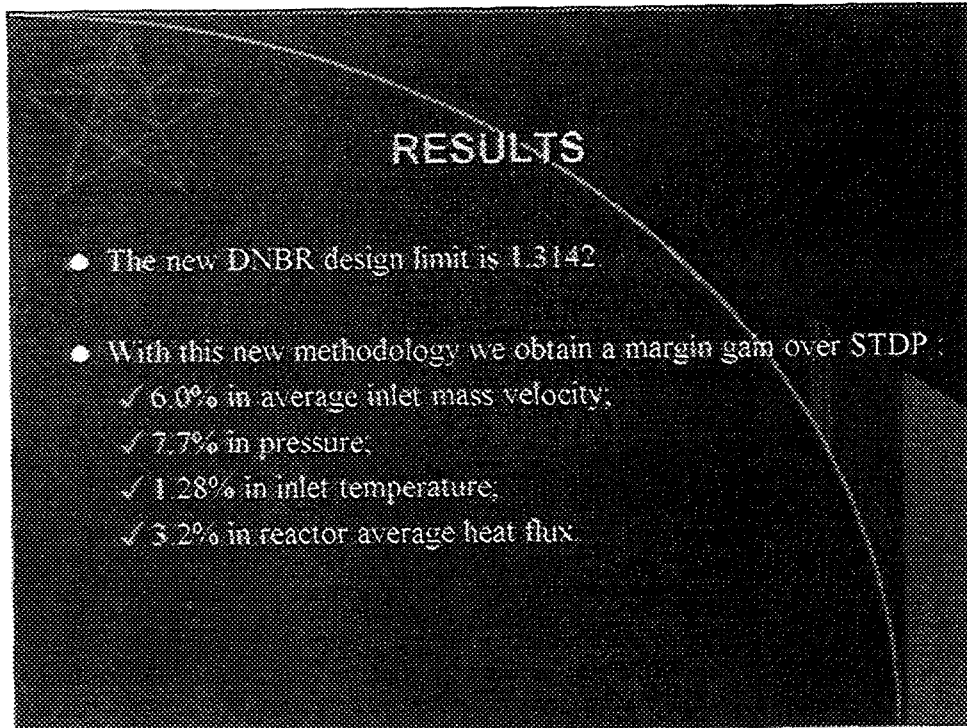 RESULTS
The new DNBR design limit is 1.3142
With this new methodology we obtain a margin gain over STDP :
✓ 6.0% in average inlet mass velocity;
✓ 7.7% in pressure;
✓ 1.28% in inlet temperature;
✓ 3.2% in reactor average heat flux.